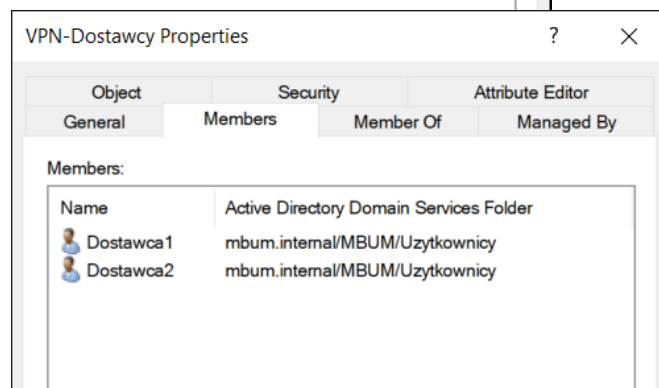 VPN-Dostawcy Properties ? ×
Object Security Attribute Editor
General Members Member Of Managed By
Members:
Name Active Directory Domain Services Folder
Dostawca1 mbum.internal/MBUM/Uzytkownicy
Dostawca2 mbum.internal/MBUM/Uzytkownicy